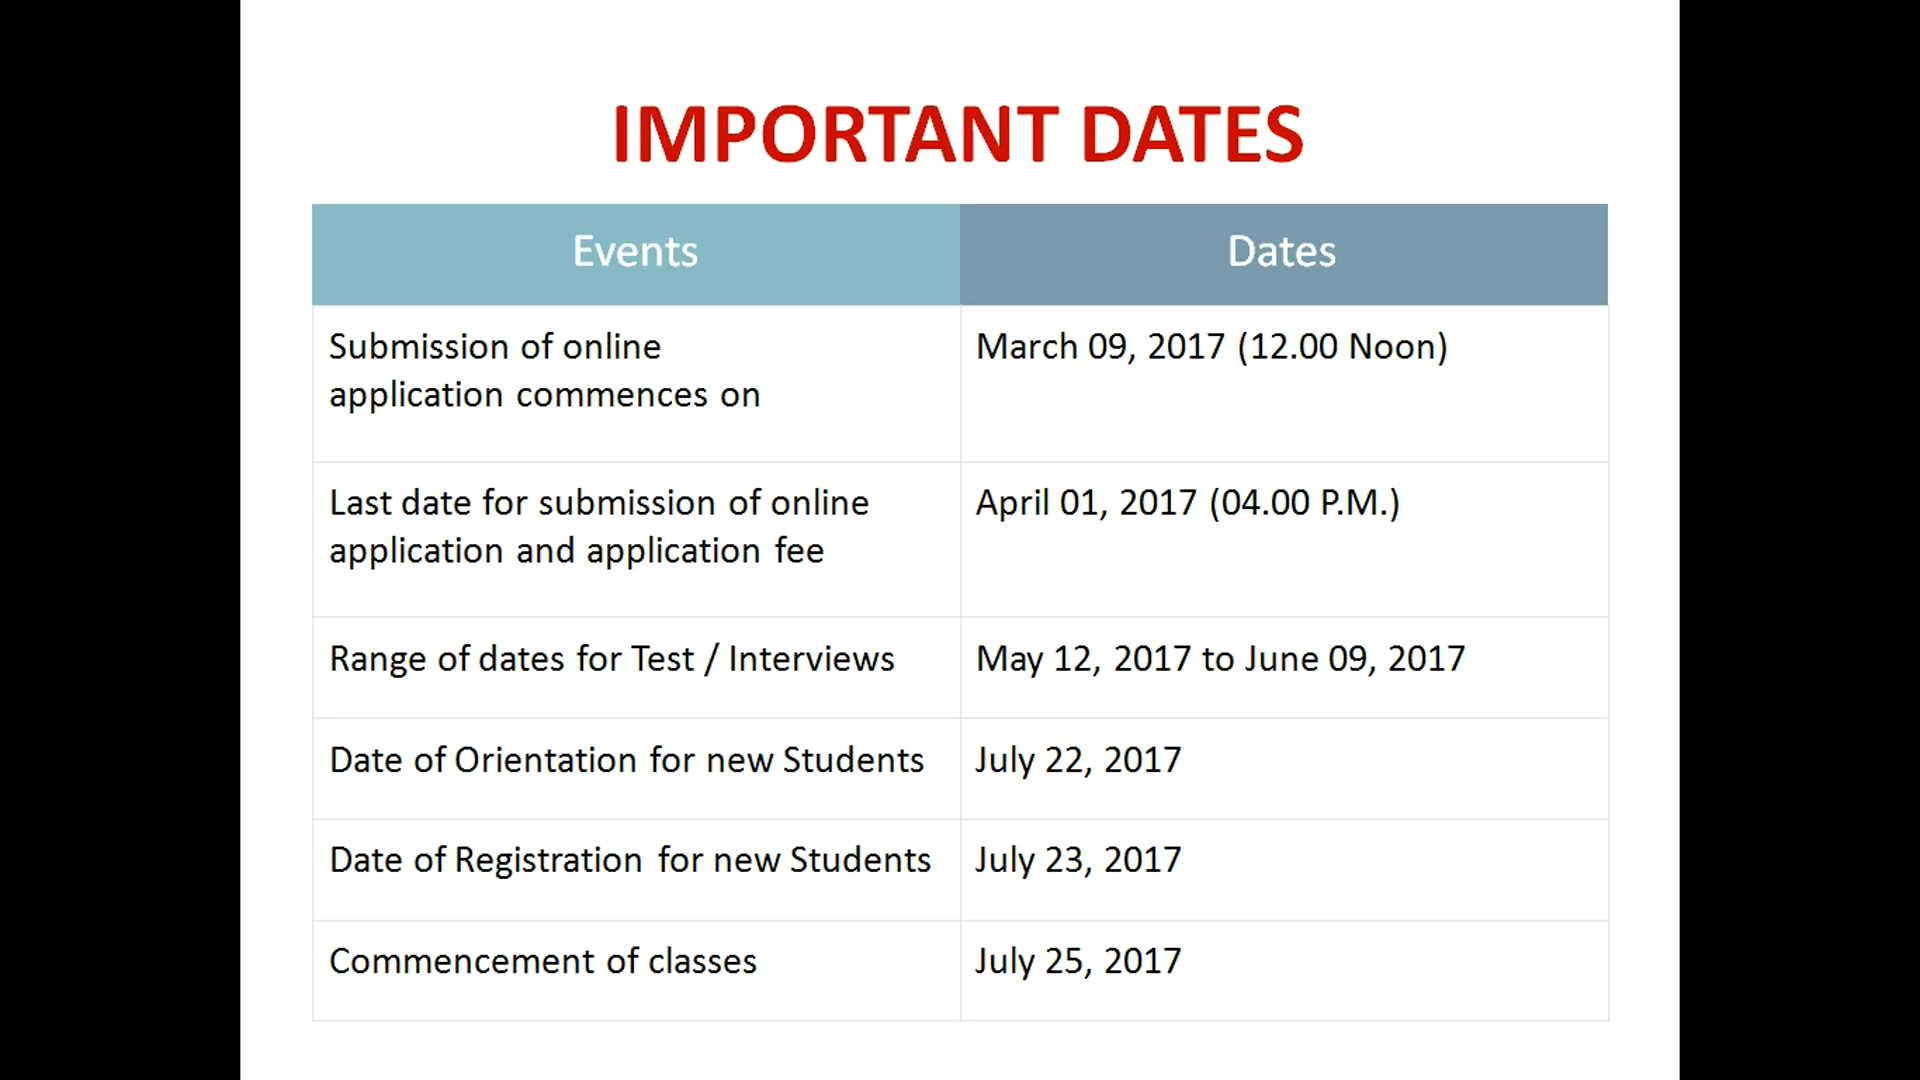 IMPORTANT DATES
Events
Dates
Submission of online
application commences on
March 09, 2017 (12.00 Noon)
Last date for submission of online
application and application fee
April 01, 2017 (04.00 P.M.)
Range of dates for Test / Interviews
May 12, 2017 to June 09, 2017
Date of Orientation for new Students
July 22, 2017
Date of Registration for new Students
July 23, 2017
Commencement of classes
July 25, 2017